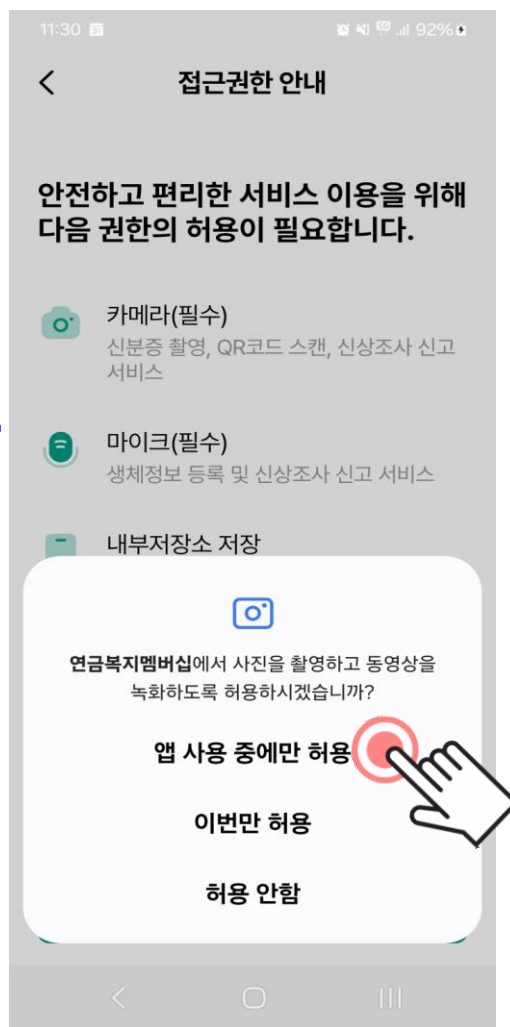 11:30 31
5G .ıll 92%
접근권한 안내
안전하고 편리한 서비스 이용을 위해
다음 권한의 허용이 필요합니다.
카메라(필수)
신분증 촬영, QR코드 스캔, 신상조사 신고
서비스
마이크(필수)
생체정보 등록 및 신상조사 신고 서비스
내부저장소 저장
연금복지멤버십에서 사진을 촬영하고 동영상을
녹화하도록 허용하시겠습니까?
앱 사용 중에만 허용
이번만 허용
허용 안함